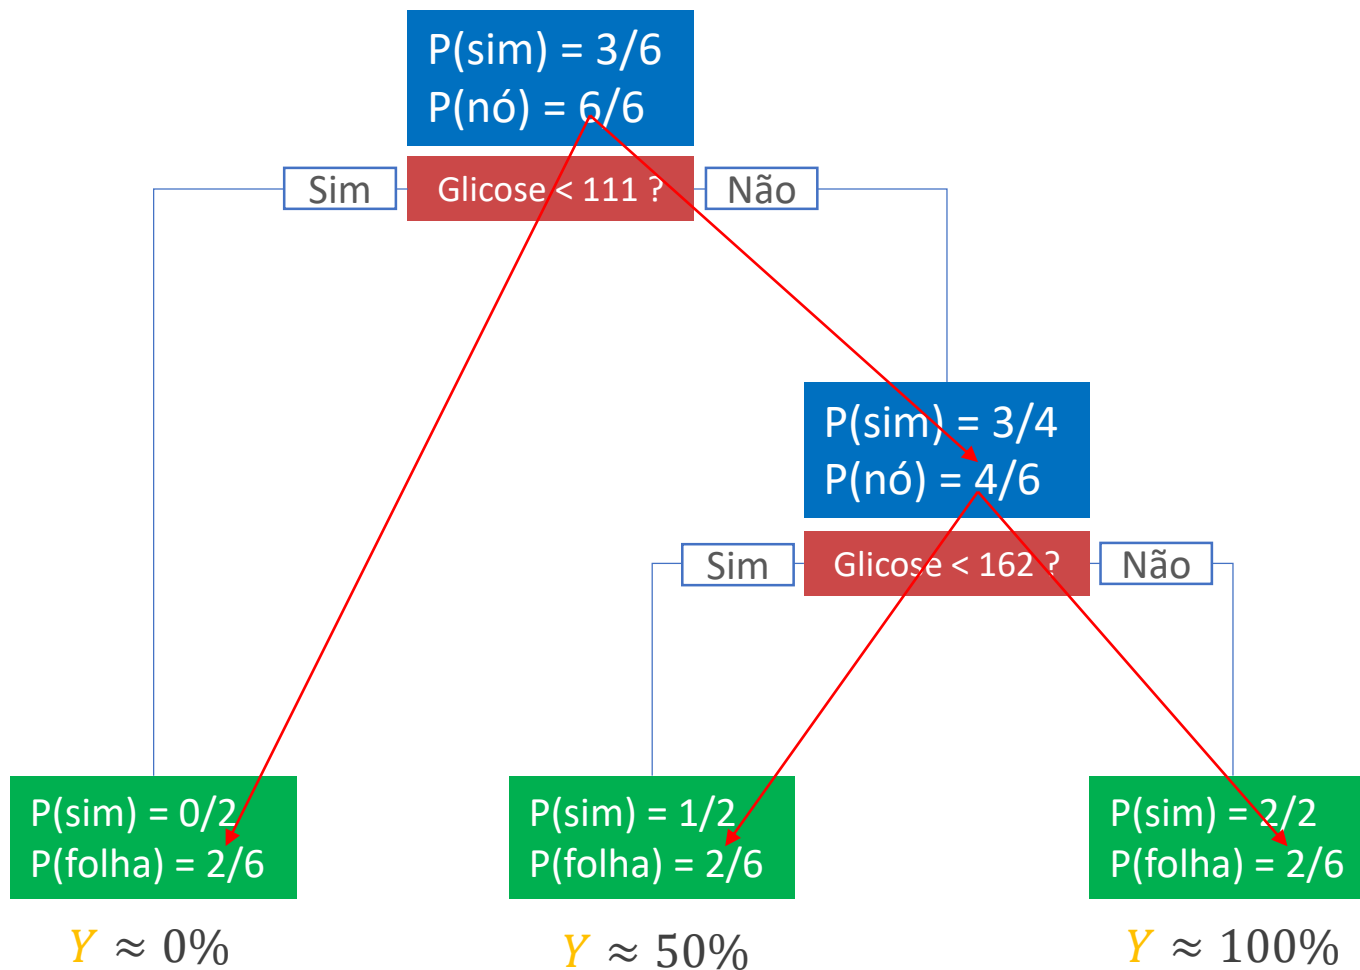 P(sim) = 3/6
P(nó) = 6/6
Sim
Glicose < 111 ?
Não
P(sim) = 3/4
P(nó) = 4/6
Sim
Glicose < 162 ?
Não
P(sim) = 0/2
P(folha) = 2/6
P(sim) = 1/2
P(folha) = 2/6
P(sim) = 2/2
P(folha) = 2/6
Y ≈ 0%
Y ≈ 50%
Y ≈ 100%